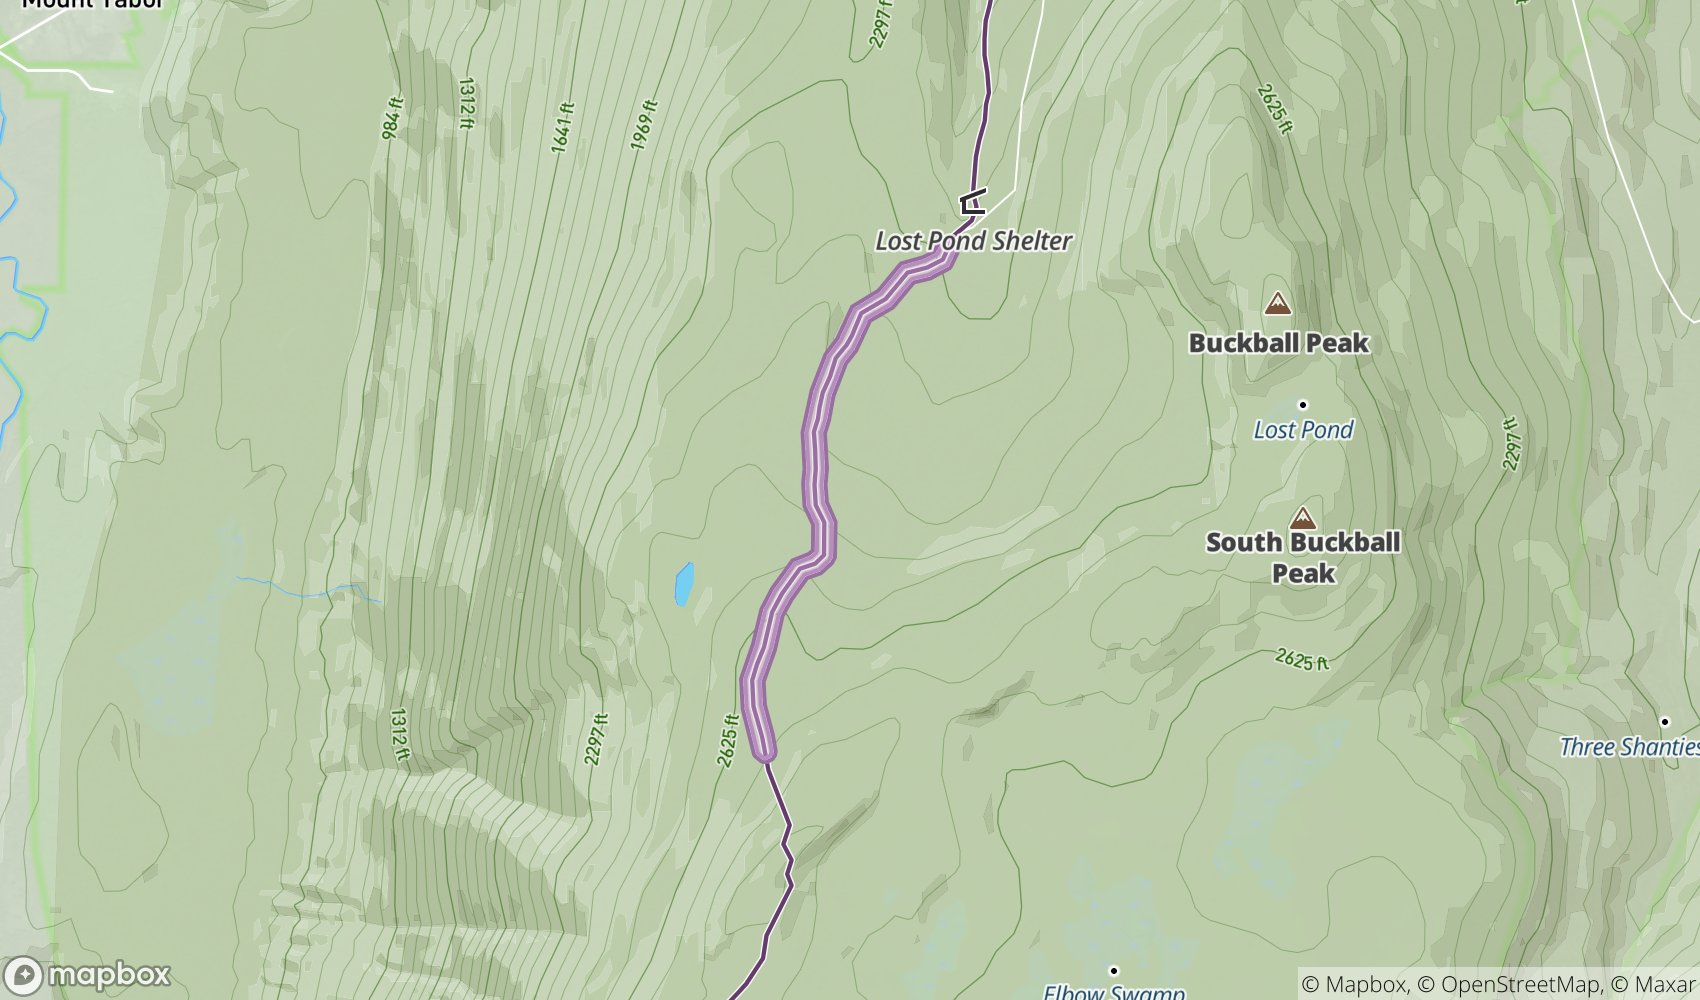 Mount Tabor
2297 ft
984 ft
1312 ft
1641 ft
1969 ft
2625 ft
Lost Pond Shelter
Buckball Peak
Lost Pond
2297 ft
South Buckball
Peak
2625 ft
1312 ft
2297 ft
2625 ft
Three Shanties
Elbow Swamp
mapbox
© Mapbox, © OpenStreetMap, © Maxar